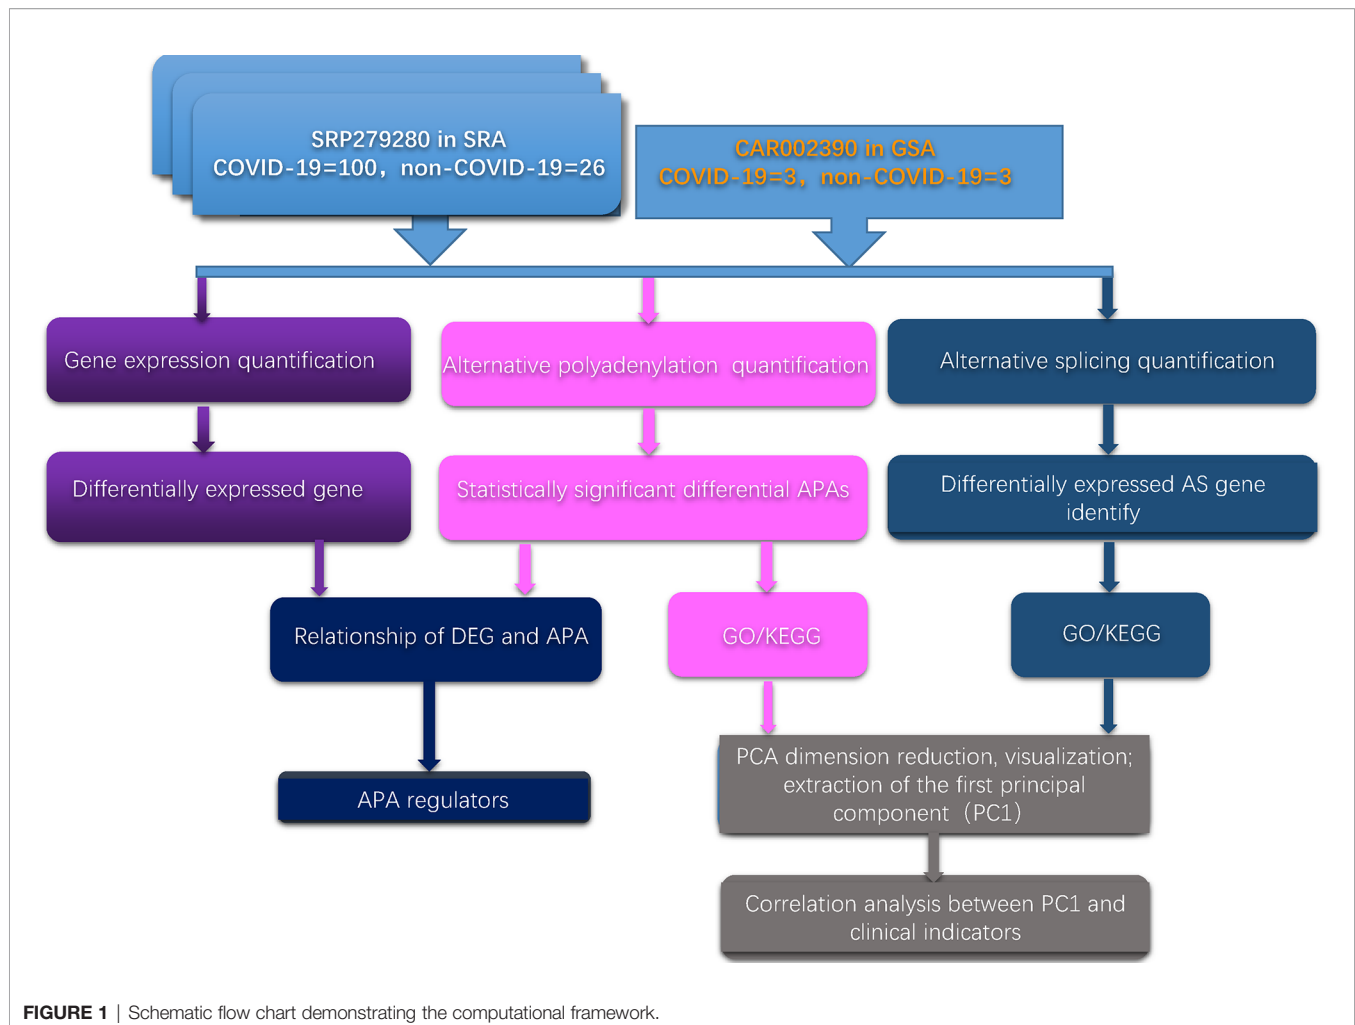 SRP279280 in SRA
COVID-19=100, non-COVID-19=26
CAR002390 in GSA
COVID-19=3, non-COVID-19=3
Gene expression quantification
Alternative polyadenylation quantification
Alternative splicing quantification
Differentially expressed gene
Statistically significant differential APAs
Differentially expressed AS gene
identify
Relationship of DEG and APA
GO/KEGG
GO/KEGG
APA regulators
PCA dimension reduction, visualization;
extraction of the first principal
component（PC1）
Correlation analysis between PC1 and
clinical indicators
FIGURE 1 | Schematic flow chart demonstrating the computational framework.